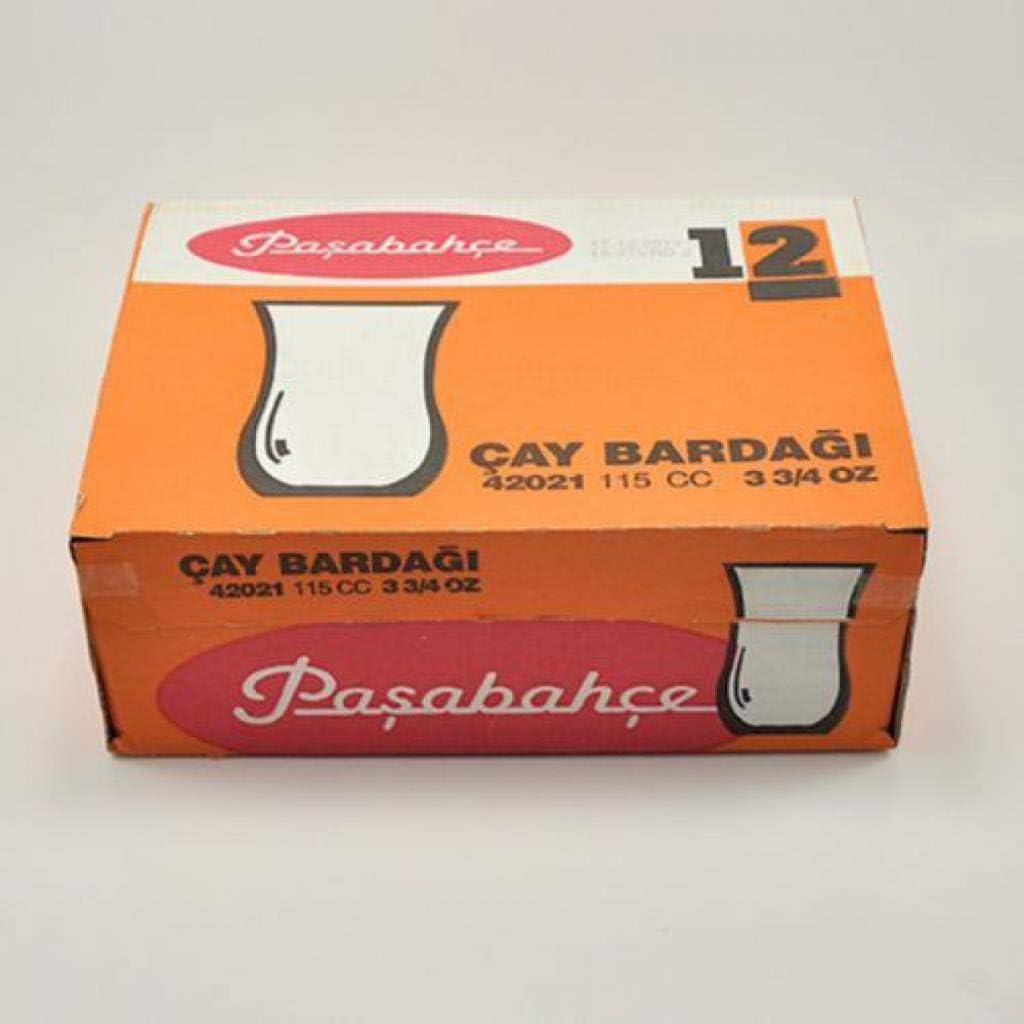 Paşabahçe
12
ÇAY BARDAĞI
42021 115 CC 3 3/4 OZ
ÇAY BARDAĞI
42021 115 CC 3 3/4 OZ
Paşabahçe